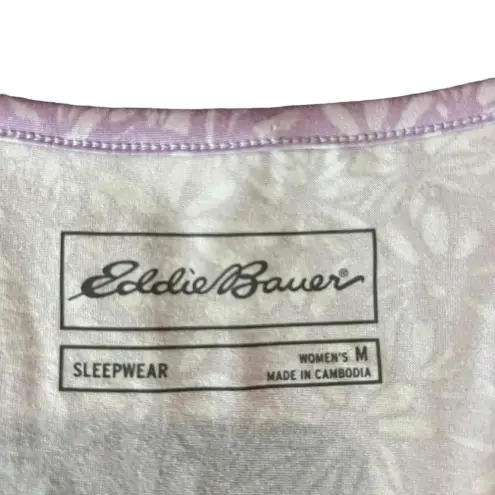 Eddie Bauer®
SLEEPWEAR
WOMEN'S M
MADE IN CAMBODIA